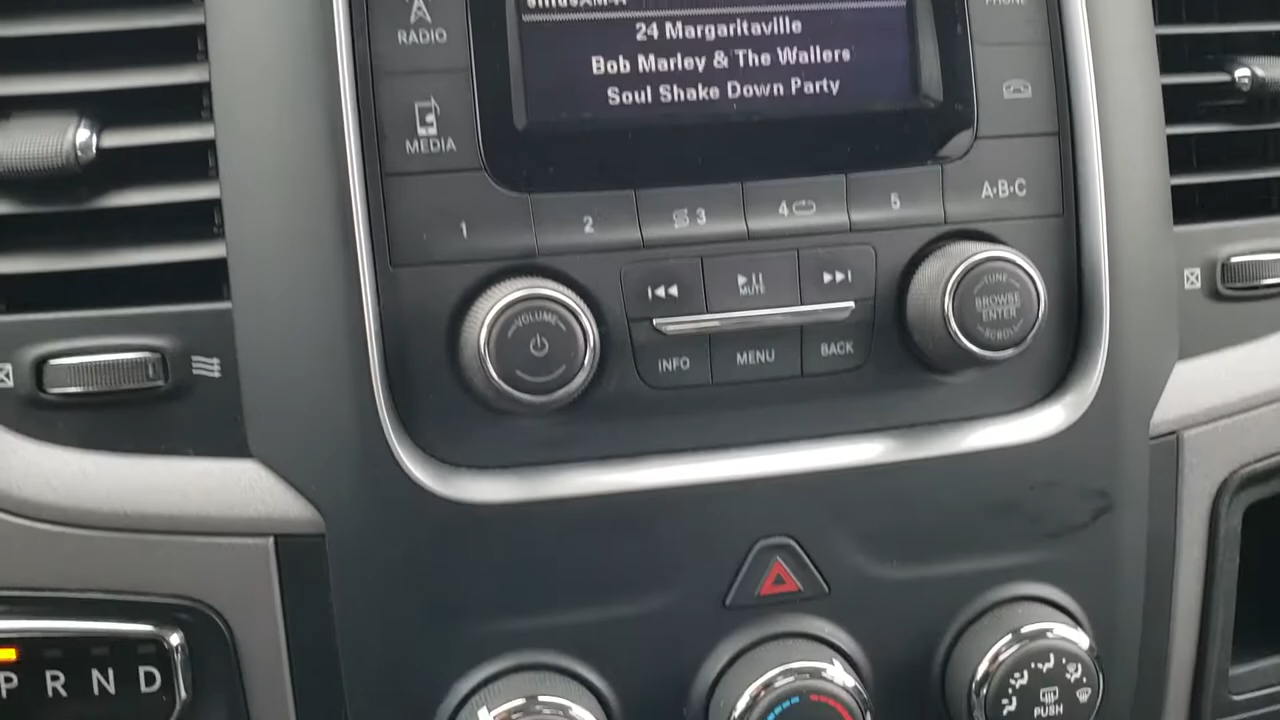 RADIO
PHONE
24 Margaritaville
Bob Marley & The Wailers
Soul Shake Down Party
MEDIA
1
2
3
4
5
A·B·C
VOLUME
MUTE
INFO
MENU
BACK
TUNE
BROWSE
ENTER
SCROLL
P R N D
PUSH